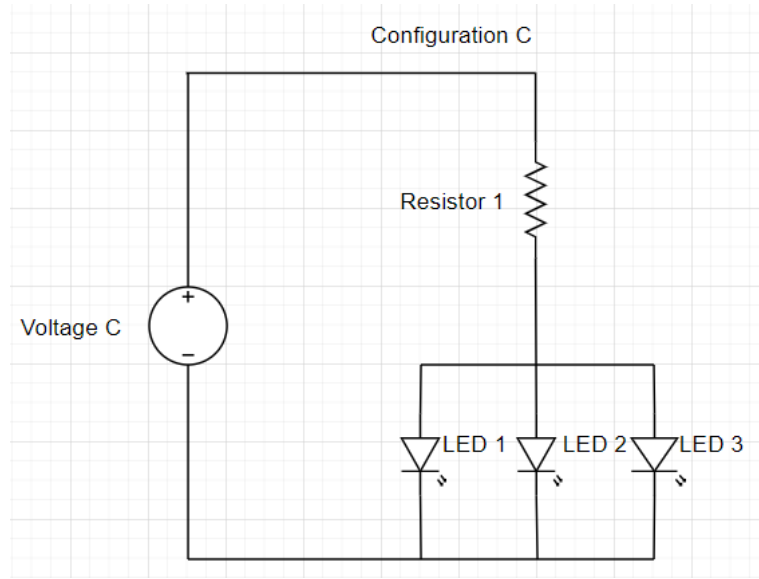 Configuration C
Resistor 1
+
Voltage C
−
LED 1
LED 2
LED 3